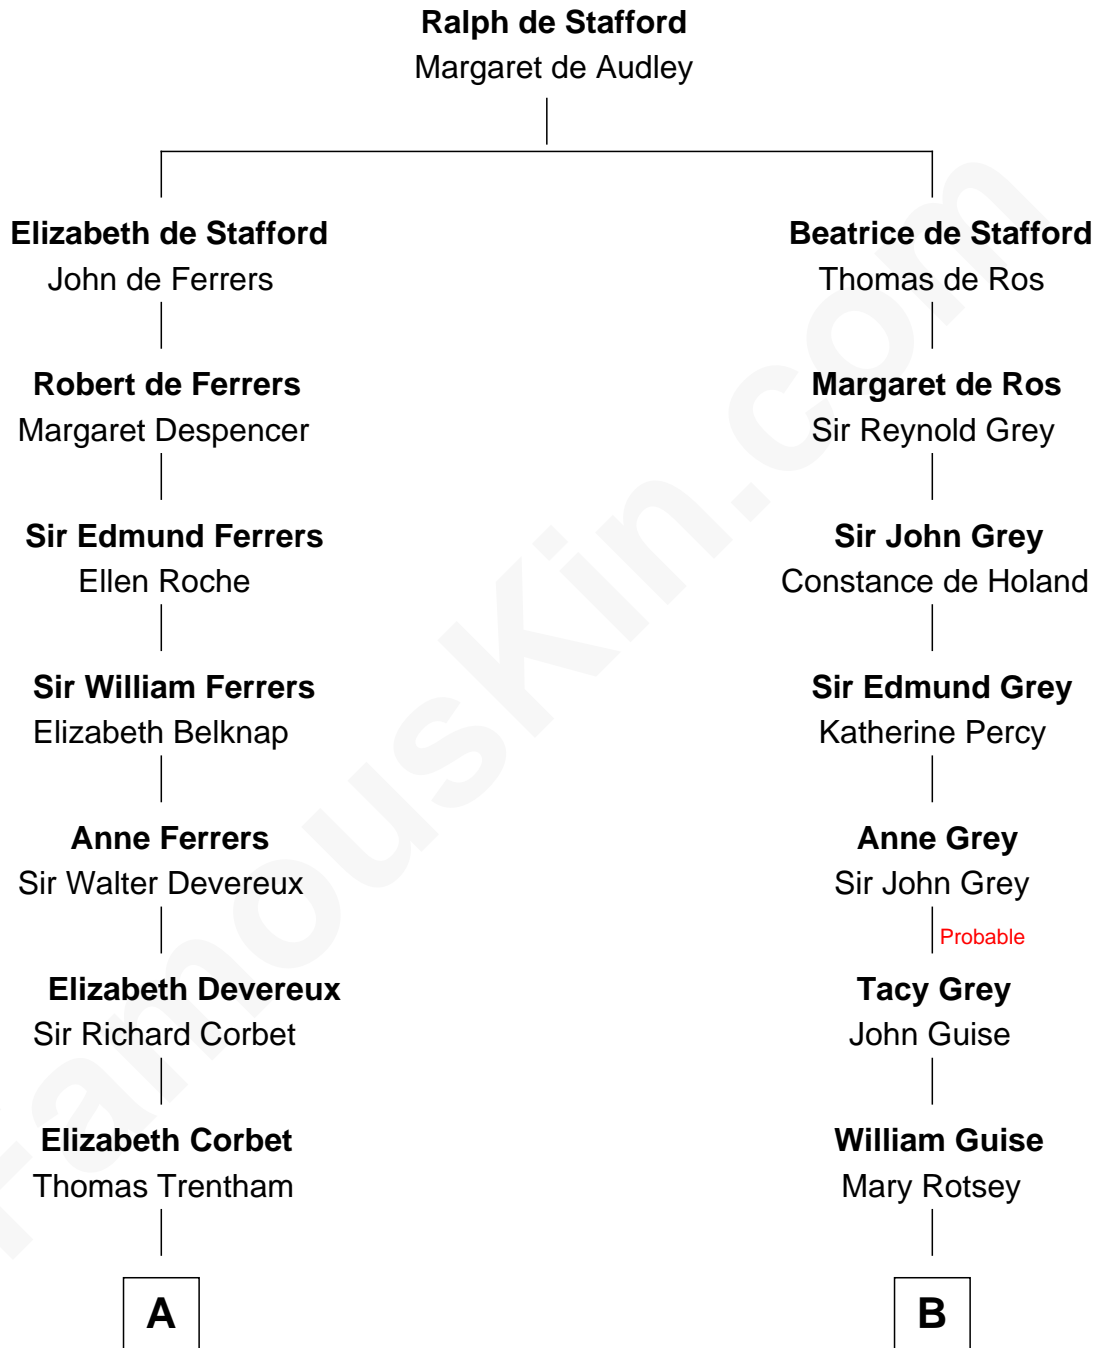 Ralph de Stafford
Margaret de Audley
Elizabeth de Stafford
John de Ferrers
Robert de Ferrers
Margaret Despencer
Sir Edmund Ferrers
Ellen Roche
Sir William Ferrers
Elizabeth Belknap
Anne Ferrers
Sir Walter Devereux
Elizabeth Devereux
Sir Richard Corbet
Elizabeth Corbet
Thomas Trentham
A
Beatrice de Stafford
Thomas de Ros
Margaret de Ros
Sir Reynold Grey
Sir John Grey
Constance de Holand
Sir Edmund Grey
Katherine Percy
Anne Grey
Sir John Grey
Probable
Tacy Grey
John Guise
William Guise
Mary Rotsey
B
FamousKin.com